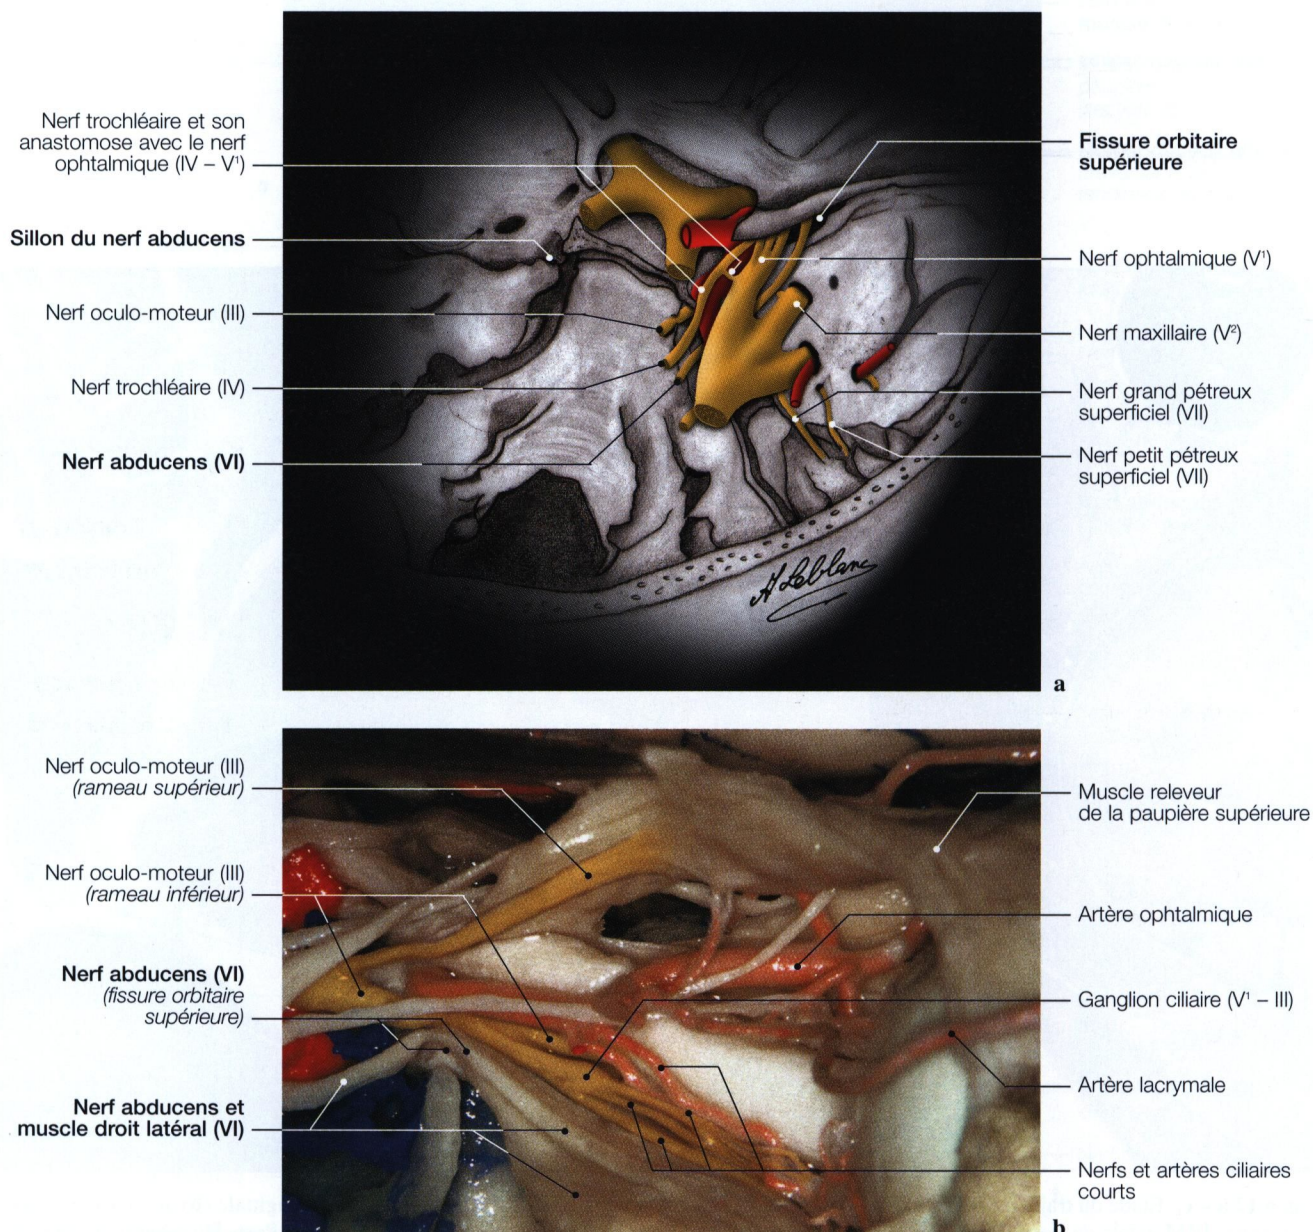 Nerf trochléaire et son
anastomose avec le nerf
ophtalmique (IV – V¹)
Sillon du nerf abducens
Nerf oculo-moteur (III)
Nerf trochléaire (IV)
Nerf abducens (VI)
Fissure orbitaire
supérieure
Nerf ophtalmique (V¹)
Nerf maxillaire (V²)
Nerf grand pétreux
superficiel (VII)
Nerf petit pétreux
superficiel (VII)
A Leblanc
a
Nerf oculo-moteur (III)
(rameau supérieur)
Nerf oculo-moteur (III)
(rameau inférieur)
Nerf abducens (VI)
(fissure orbitaire
supérieure)
Nerf abducens et
muscle droit latéral (VI)
Muscle releveur
de la paupière supérieure
Artère ophtalmique
Ganglion ciliaire (V¹ – III)
Artère lacrymale
Nerfs et artères ciliaires
courts
b